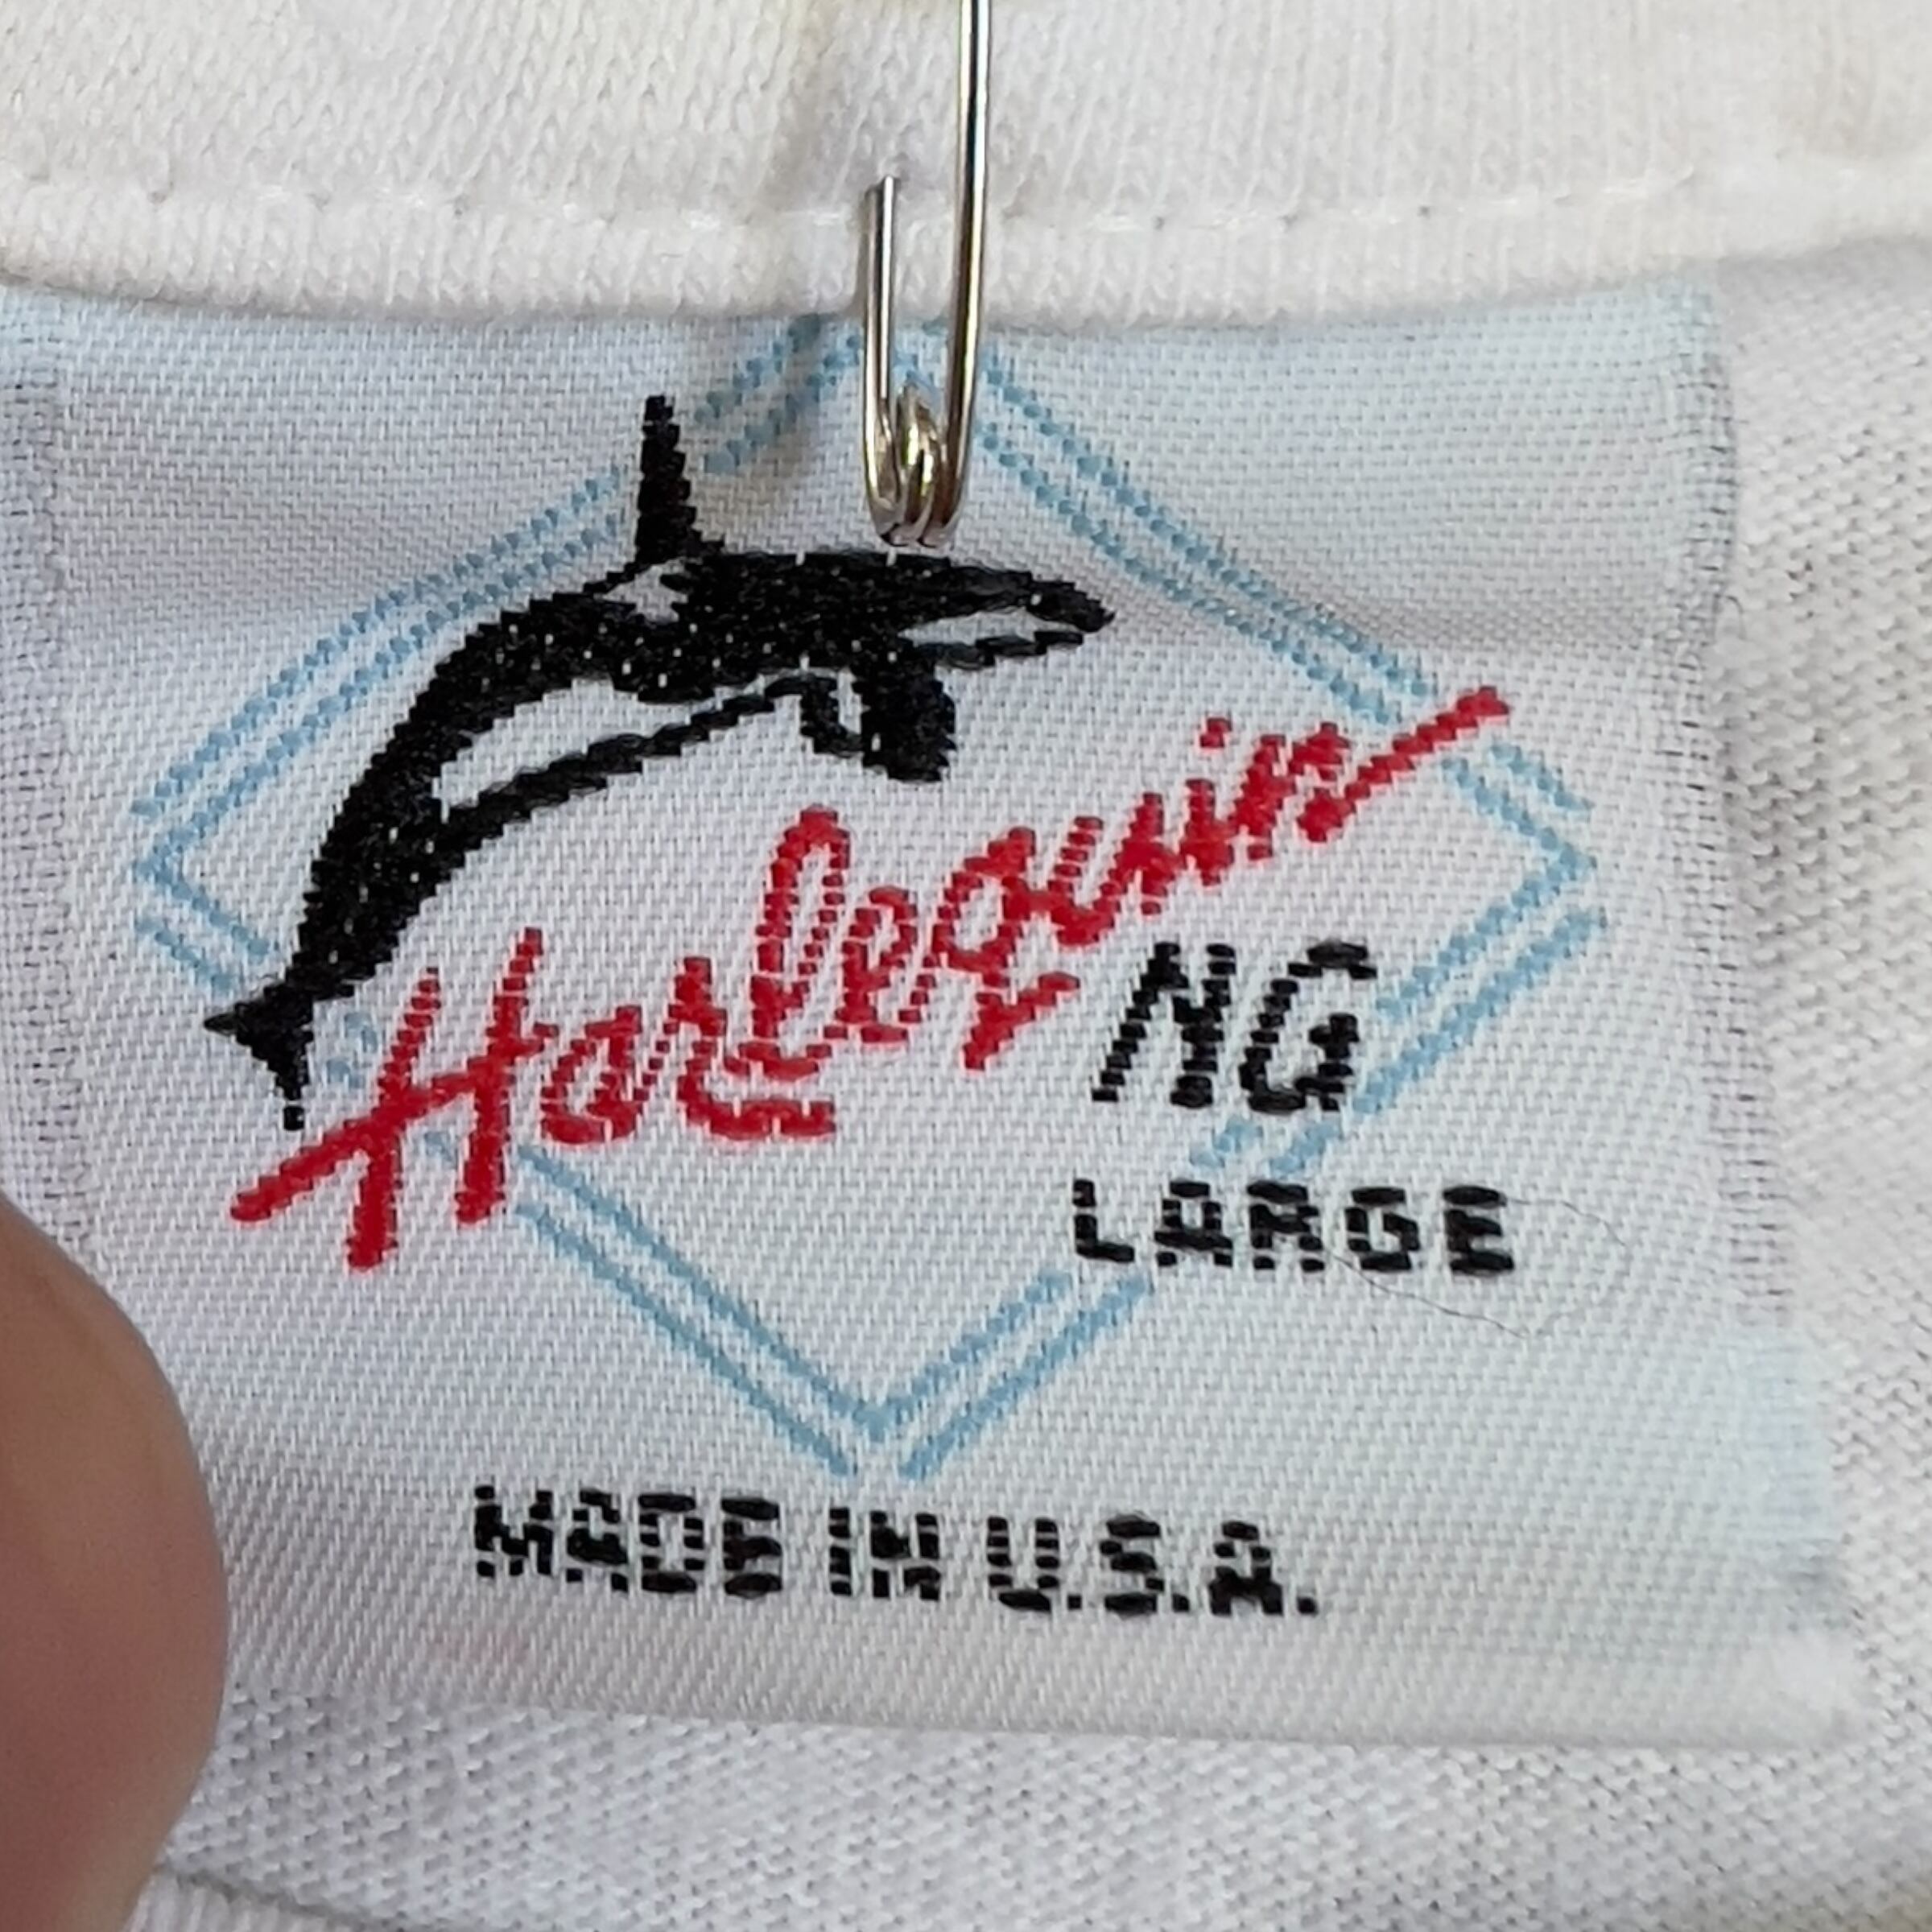 Harlequin
NG
LARGE
MADE IN U.S.A.